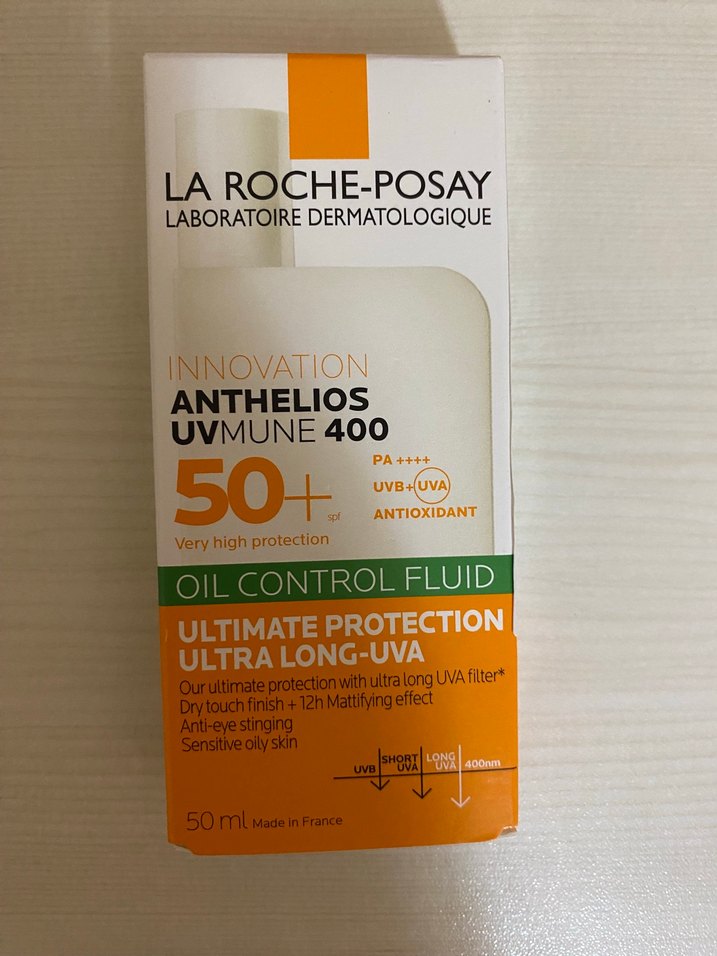 LA ROCHE-POSAY
LABORATOIRE DERMATOLOGIQUE
INNOVATION
ANTHELIOS
UVMUNE 400
50+ spf
PA ++++
UVB+UVA
ANTIOXIDANT
Very high protection
OIL CONTROL FLUID
ULTIMATE PROTECTION
ULTRA LONG-UVA
Our ultimate protection with ultra long UVA filter*
Dry touch finish + 12h Mattifying effect
Anti-eye stinging
Sensitive oily skin
UVB SHORT UVA LONG UVA 400nm
50 ml Made in France